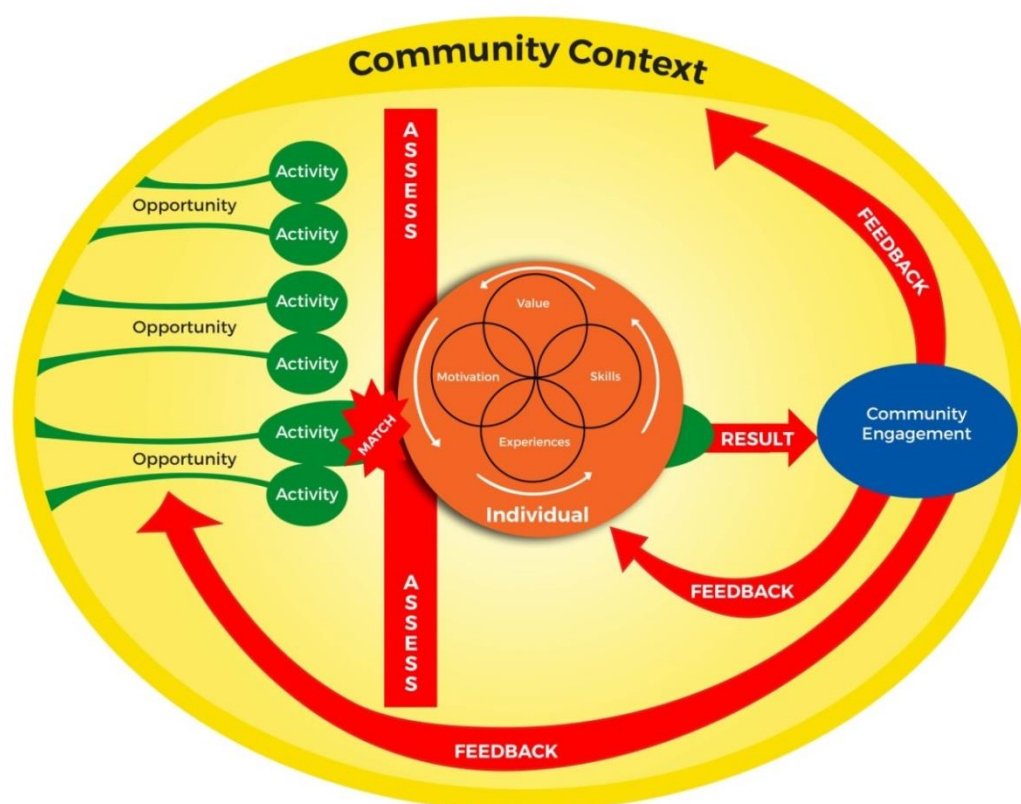 Community Context
ASSESS
Activity
Opportunity
Activity
FEEDBACK
Activity
Opportunity
Activity
Value
Motivation
Skills
Experiences
Individual
Activity
MATCH
Opportunity
Activity
RESULT
Community
Engagement
ASSESS
FEEDBACK
FEEDBACK